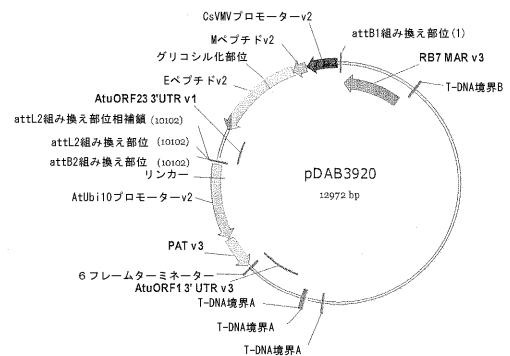 CsVMVプロモーターv2
Mペプチドv2
グリコシル化部位
Eペプチドv2
AtuORF23 3'UTR v1
attL2組み換え部位相補鎖 (10102)
attL2組み換え部位 (10102)
attB2組み換え部位 (10102)
リンカー
AtUbi10プロモーターv2
PAT v3
6フレームターミネーター
AtuORF1 3' UTR v3
T-DNA境界A
T-DNA境界A
T-DNA境界A
attB1組み換え部位(1)
RB7 MAR v3
T-DNA境界B
pDAB3920
12972 bp